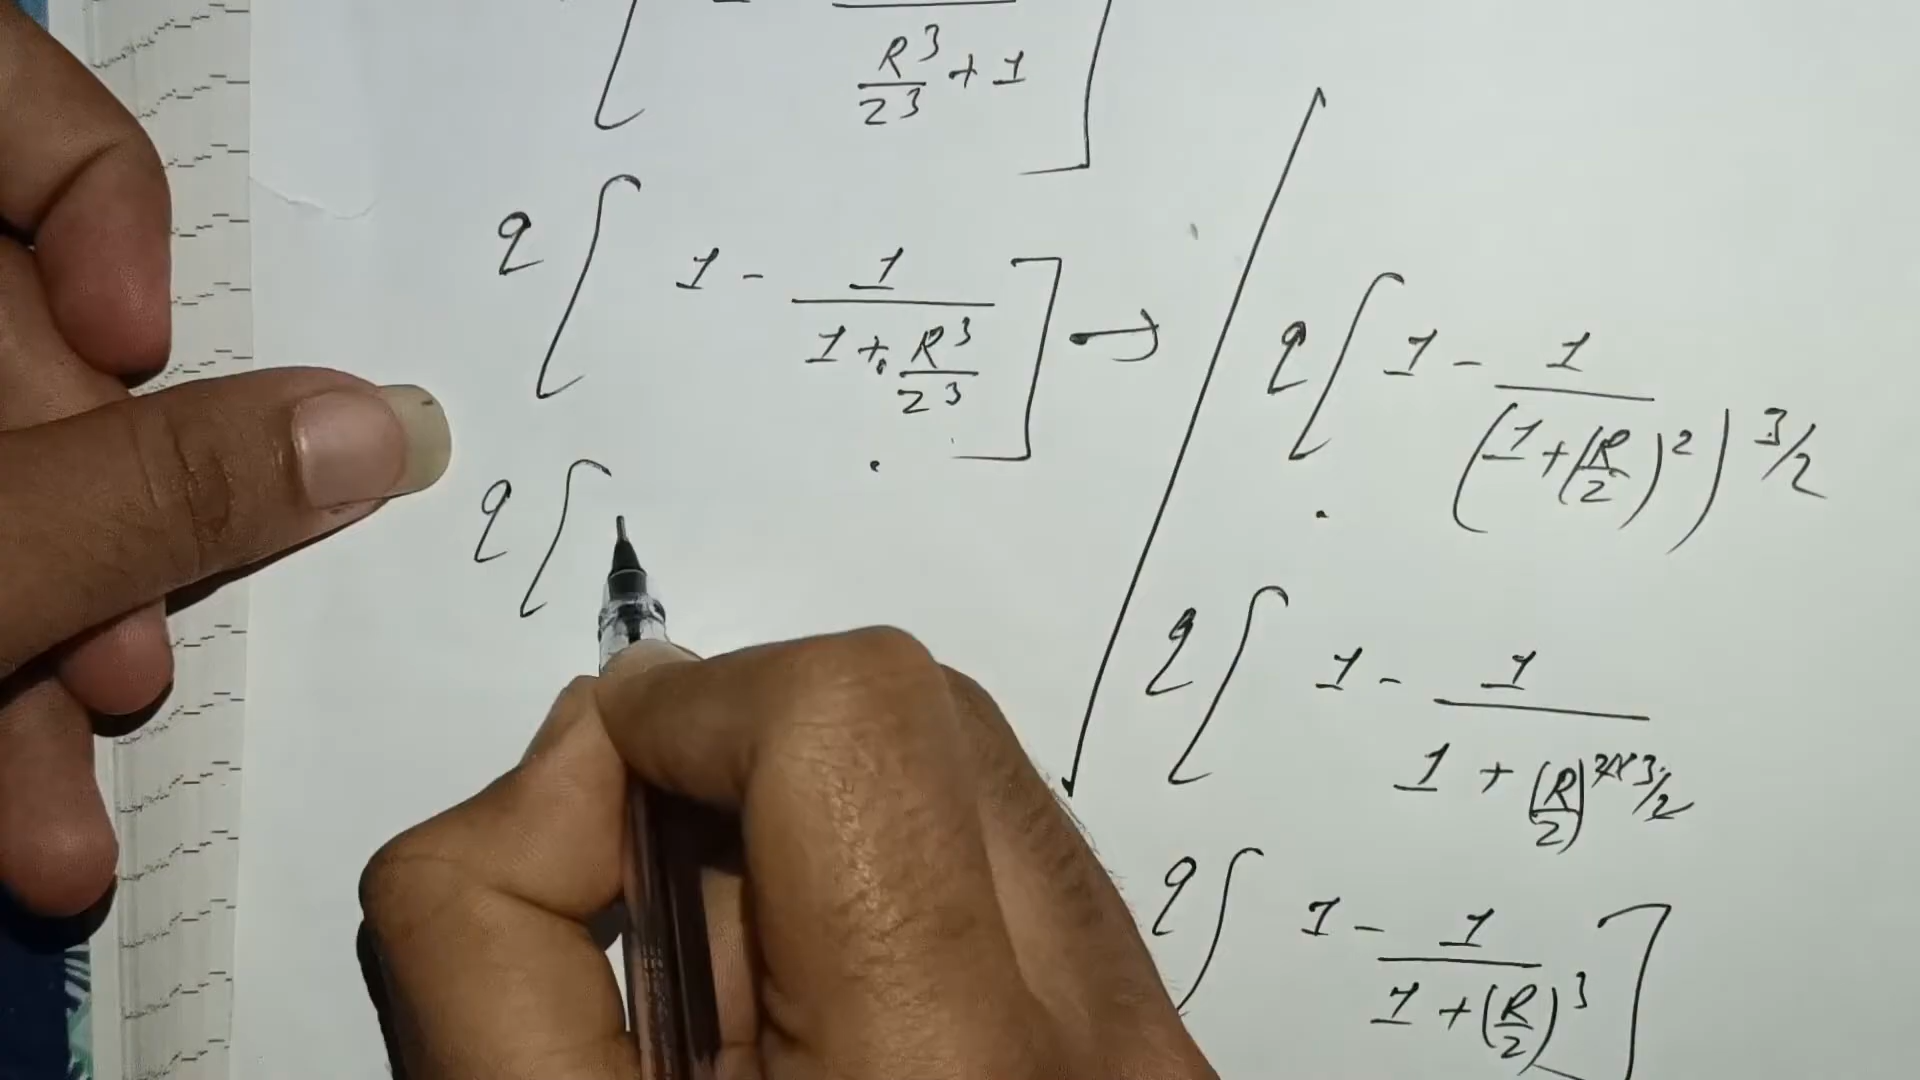 R³/2³ + 1
q [ 1 - 1/(1 + R³/2³) ] →
q [
q [ 1 - 1/(1 + (R/2)²)^3/2
q [ 1 - 1/(1 + (R/2)^2×3/2
q [ 1 - 1/(1 + (R/2)³) ]